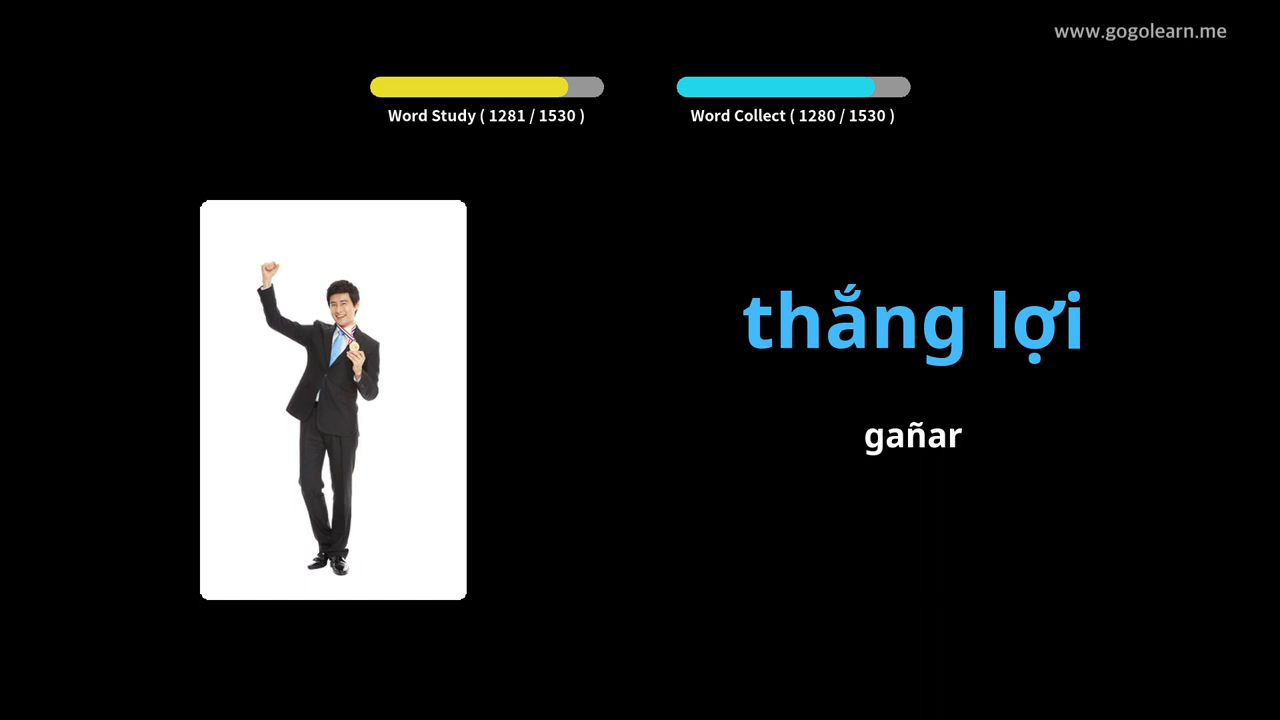 www.gogolearn.me
Word Study ( 1281 / 1530 )
Word Collect ( 1280 / 1530 )
thắng lợi
gañar